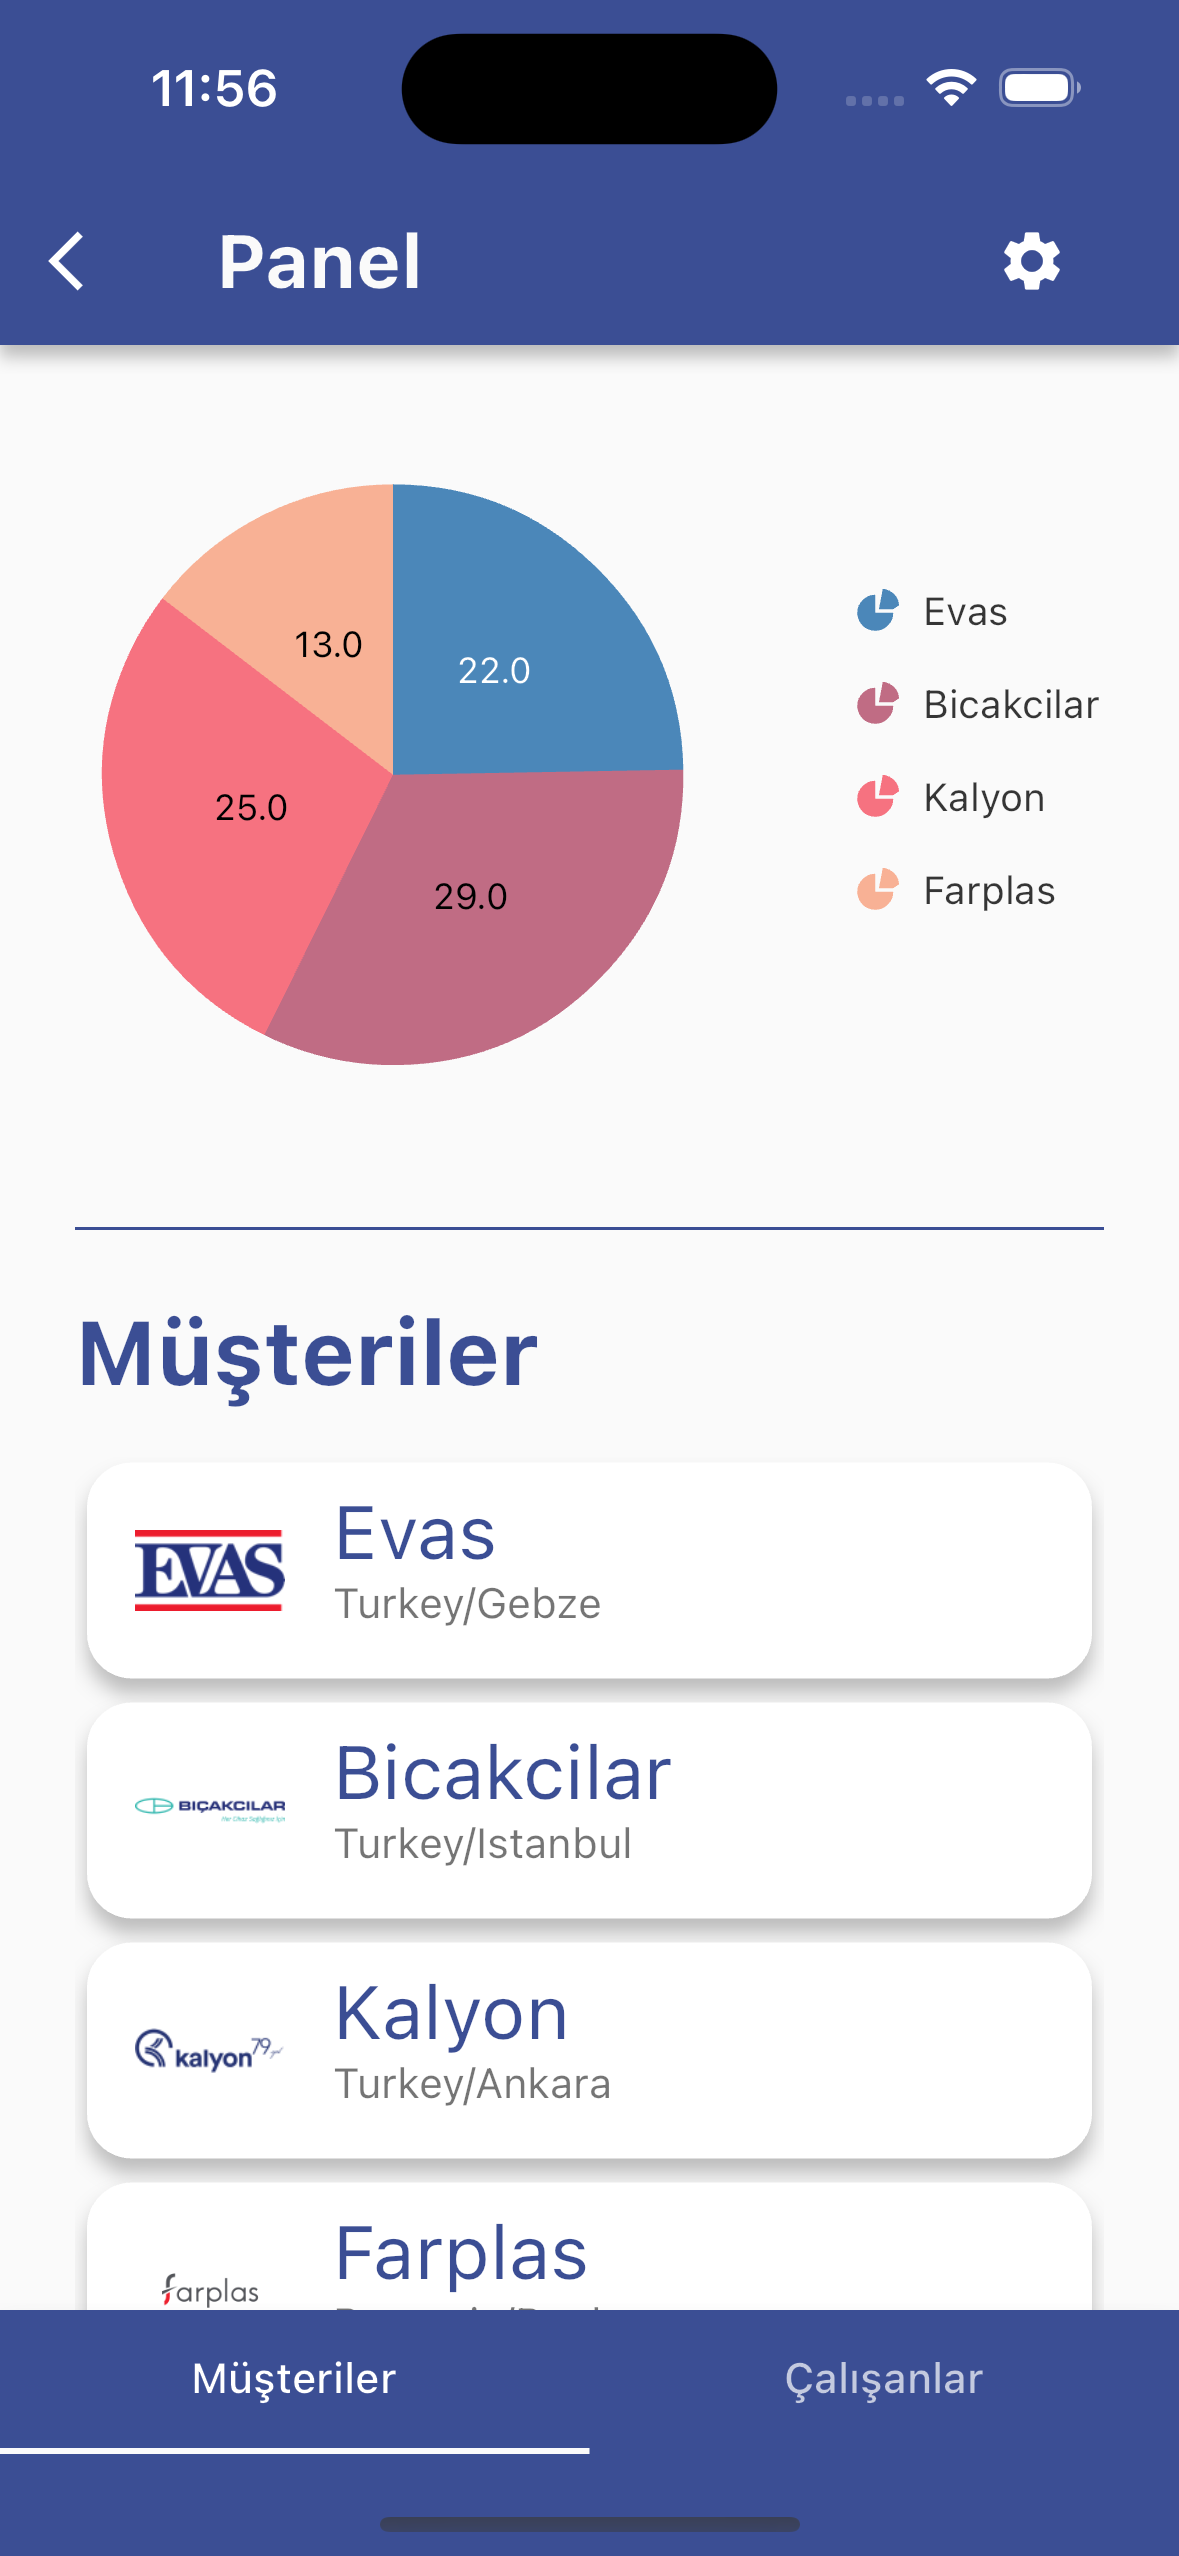 11:56
Panel
13.0
22.0
25.0
29.0
Evas
Bicakcilar
Kalyon
Farplas
Müşteriler
EVAS
Evas
Turkey/Gebze
BIÇAKCILAR
Bicakcilar
Turkey/Istanbul
kalyon 79
Kalyon
Turkey/Ankara
farplas
Farplas
Müşteriler
Çalışanlar